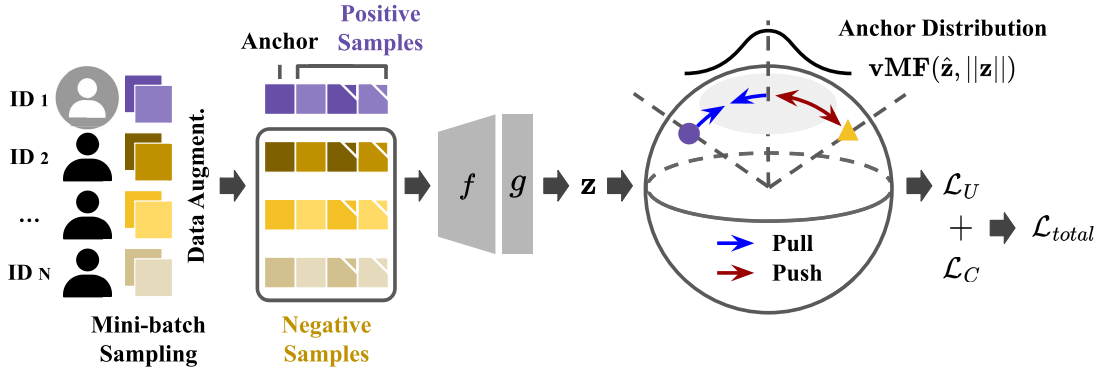 ID 1
ID 2
...
ID N
Mini-batch
Sampling
Data Augment.
Anchor
Positive
Samples
Negative
Samples
f
g
z
Anchor Distribution
vMF(ẑ, ||z||)
Pull
Push
ℒ_U
+
ℒ_C
ℒ_total